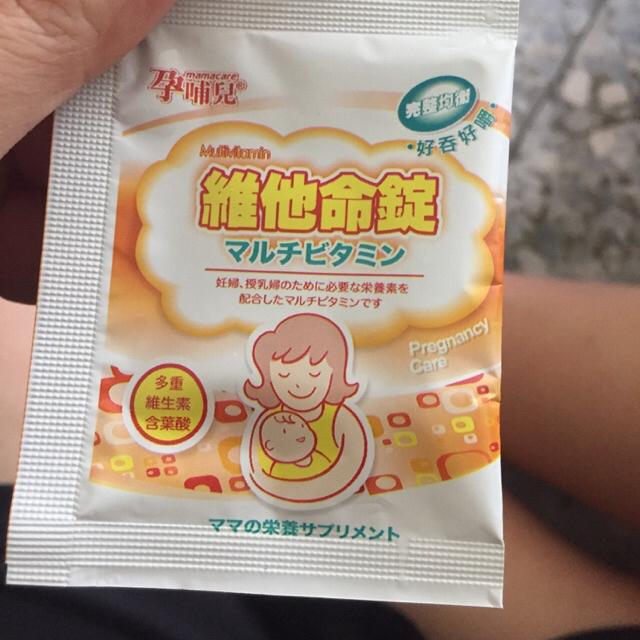 mamacare
孕哺兒®
完整均衡
好吞好嚼
Multivitamin
維他命錠
マルチビタミン
妊婦、授乳婦のために必要な栄養素を
配合したマルチビタミンです
Pregnancy
Care
多重
維生素
含葉酸
ママの栄養サプリメント